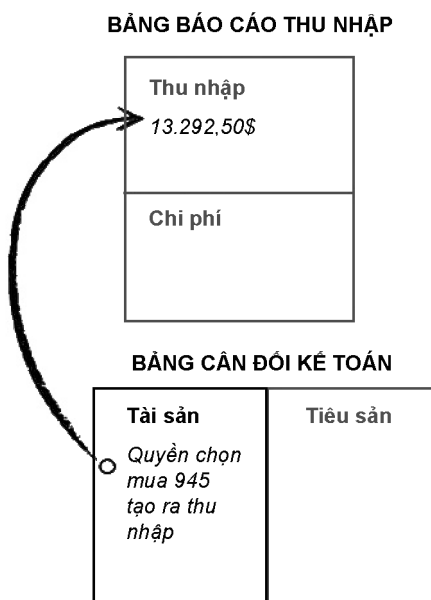 BẢNG BÁO CÁO THU NHẬP
Thu nhập
13.292,50$
Chi phí
BẢNG CÂN ĐỐI KẾ TOÁN
Tài sản
Tiêu sản
Quyền chọn
mua 945
tạo ra thu
nhập